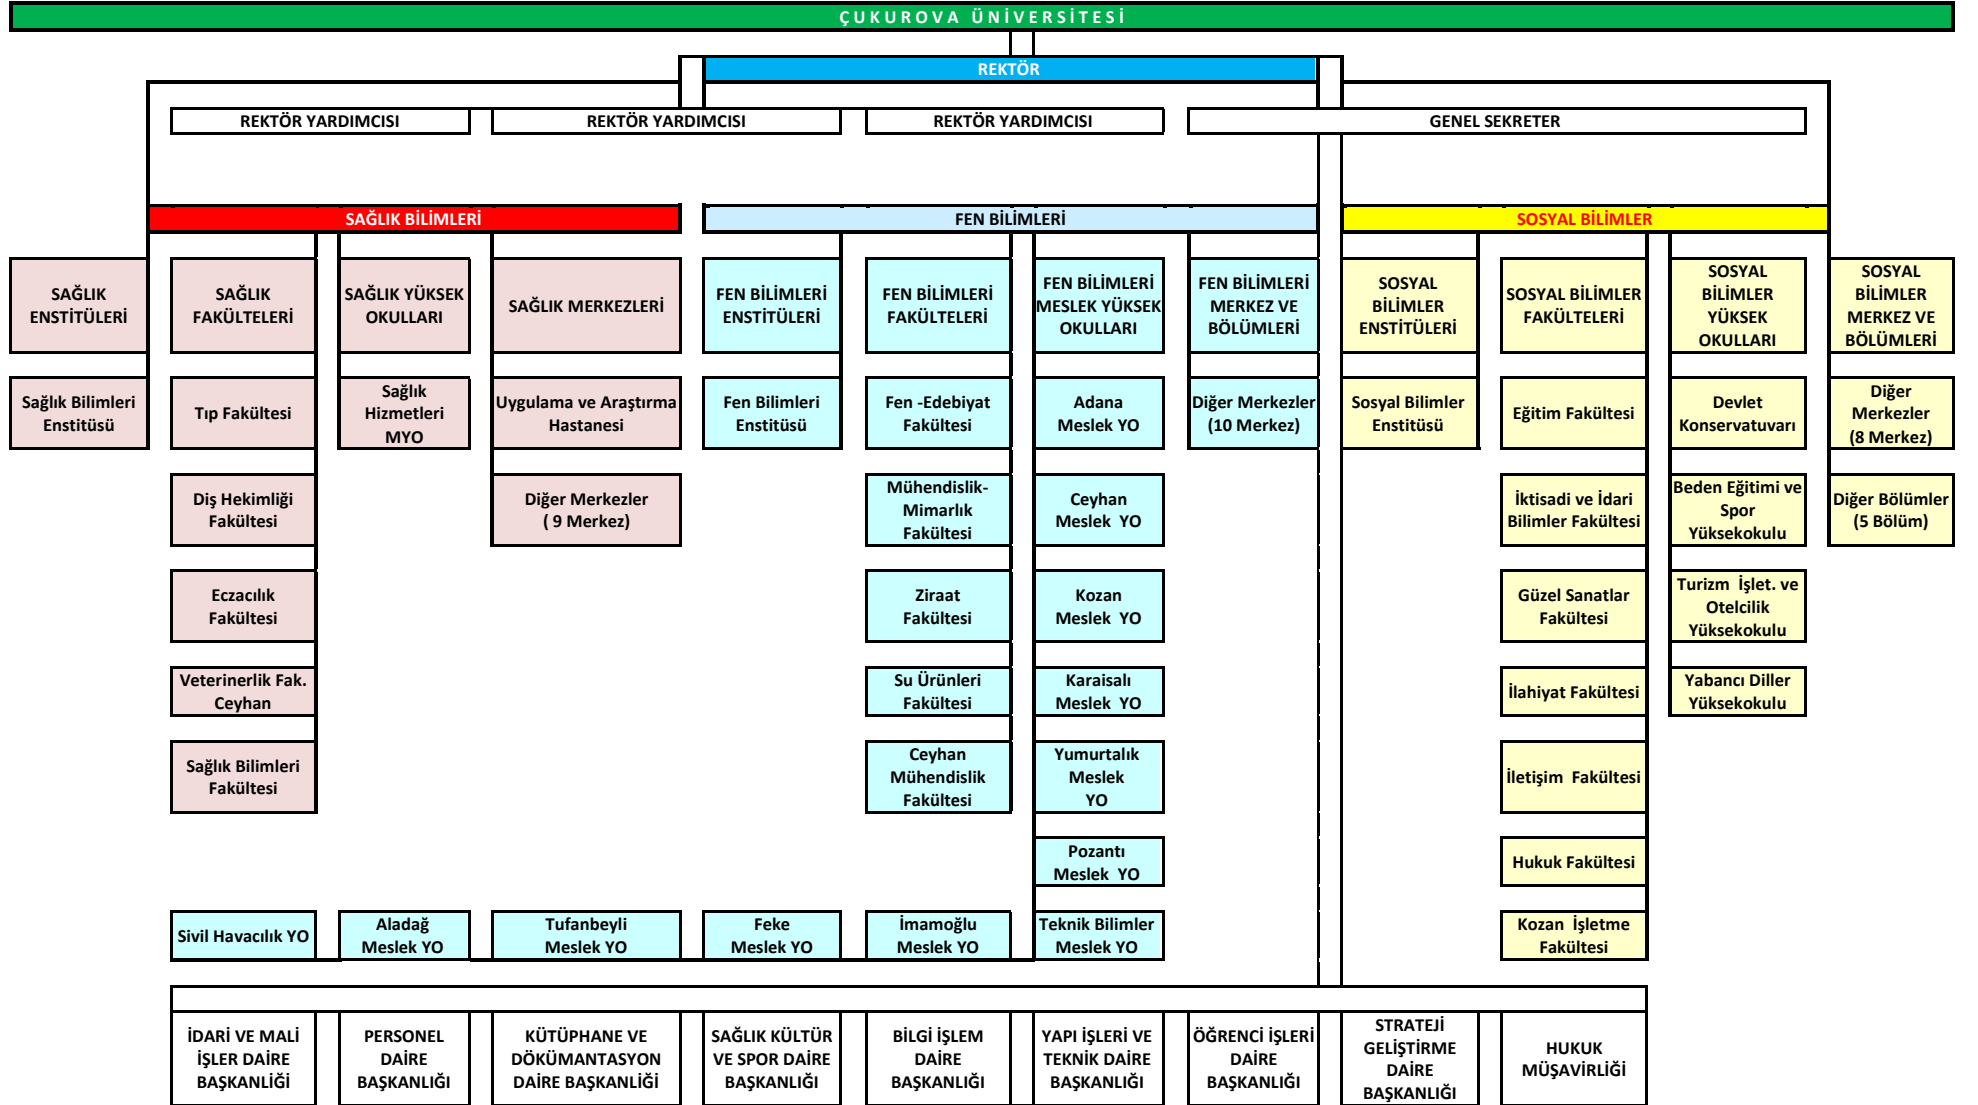 ÇUKUROVA ÜNİVERSİTESİ
REKTÖR
REKTÖR YARDIMCISI
REKTÖR YARDIMCISI
REKTÖR YARDIMCISI
GENEL SEKRETER
SAĞLIK BİLİMLERİ
FEN BİLİMLERİ
SOSYAL BİLİMLER
SAĞLIK
ENSTİTÜLERİ
SAĞLIK
FAKÜLTELERİ
SAĞLIK YÜKSEK
OKULLARI
SAĞLIK MERKEZLERİ
FEN BİLİMLERİ
ENSTİTÜLERİ
FEN BİLİMLERİ
FAKÜLTELERİ
FEN BİLİMLERİ
MESLEK YÜKSEK
OKULLARI
FEN BİLİMLERİ
MERKEZ VE
BÖLÜMLERİ
SOSYAL
BİLİMLER
ENSTİTÜLERİ
SOSYAL BİLİMLER
FAKÜLTELERİ
SOSYAL
BİLİMLER
YÜKSEK
OKULLARI
SOSYAL
BİLİMLER
MERKEZ VE
BÖLÜMLERİ
Sağlık Bilimleri
Enstitüsü
Tıp Fakültesi
Sağlık
Hizmetleri
MYO
Uygulama ve Araştırma
Hastanesi
Fen Bilimleri
Enstitüsü
Fen -Edebiyat
Fakültesi
Adana
Meslek YO
Diğer Merkezler
(10 Merkez)
Sosyal Bilimler
Enstitüsü
Eğitim Fakültesi
Devlet
Konservatuvarı
Diğer
Merkezler
(8 Merkez)
Diş Hekimliği
Fakültesi
Diğer Merkezler
( 9 Merkez)
Mühendislik-
Mimarlık
Fakültesi
Ceyhan
Meslek YO
İktisadi ve İdari
Bilimler Fakültesi
Beden Eğitimi ve
Spor
Yüksekokulu
Diğer Bölümler
(5 Bölüm)
Eczacılık
Fakültesi
Ziraat
Fakültesi
Kozan
Meslek YO
Güzel Sanatlar
Fakültesi
Turizm İşlet. ve
Otelcilik
Yüksekokulu
Veterinerlik Fak.
Ceyhan
Su Ürünleri
Fakültesi
Karaisalı
Meslek YO
İlahiyat Fakültesi
Yabancı Diller
Yüksekokulu
Sağlık Bilimleri
Fakültesi
Ceyhan
Mühendislik
Fakültesi
Yumurtalık
Meslek
YO
İletişim Fakültesi
Pozantı
Meslek YO
Hukuk Fakültesi
Sivil Havacılık YO
Aladağ
Meslek YO
Tufanbeyli
Meslek YO
Feke
Meslek YO
İmamoğlu
Meslek YO
Teknik Bilimler
Meslek YO
Kozan İşletme
Fakültesi
İDARİ VE MALİ
İŞLER DAİRE
BAŞKANLİĞİ
PERSONEL
DAİRE
BAŞKANLIĞI
KÜTÜPHANE VE
DÖKÜMANTASYON
DAİRE BAŞKANLİĞİ
SAĞLIK KÜLTÜR
VE SPOR DAİRE
BAŞKANLIĞI
BİLGİ İŞLEM
DAİRE
BAŞKANLIĞI
YAPI İŞLERİ VE
TEKNİK DAİRE
BAŞKANLIĞI
ÖĞRENCİ İŞLERİ
DAİRE
BAŞKANLIĞI
STRATEJİ
GELİŞTİRME
DAİRE
BAŞKANLIĞI
HUKUK
MÜŞAVİRLİĞİ